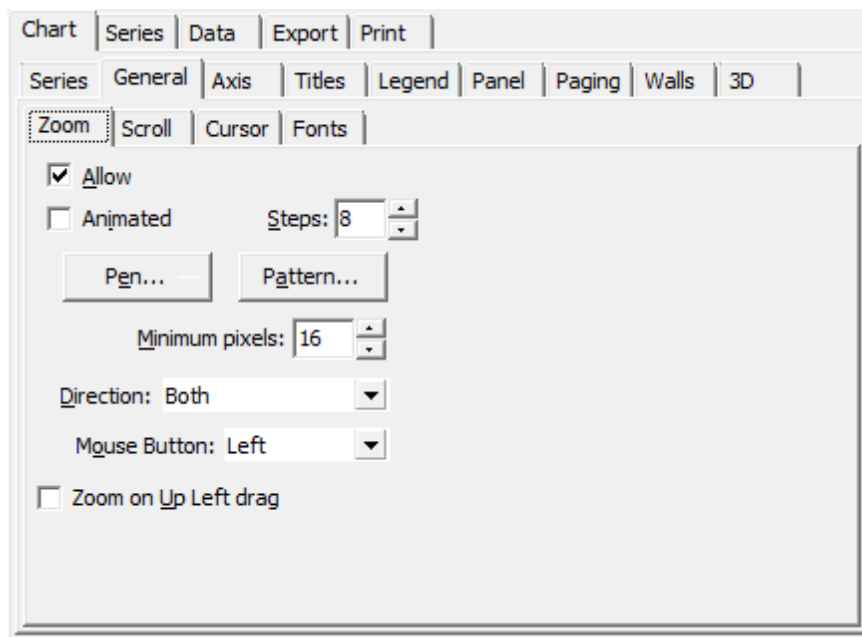 Chart Series Data Export Print
Series General Axis Titles Legend Panel Paging Walls 3D
Zoom Scroll Cursor Fonts
Allow
Animated Steps: 8
Pen... Pattern...
Minimum pixels: 16
Direction: Both
Mouse Button: Left
Zoom on Up Left drag